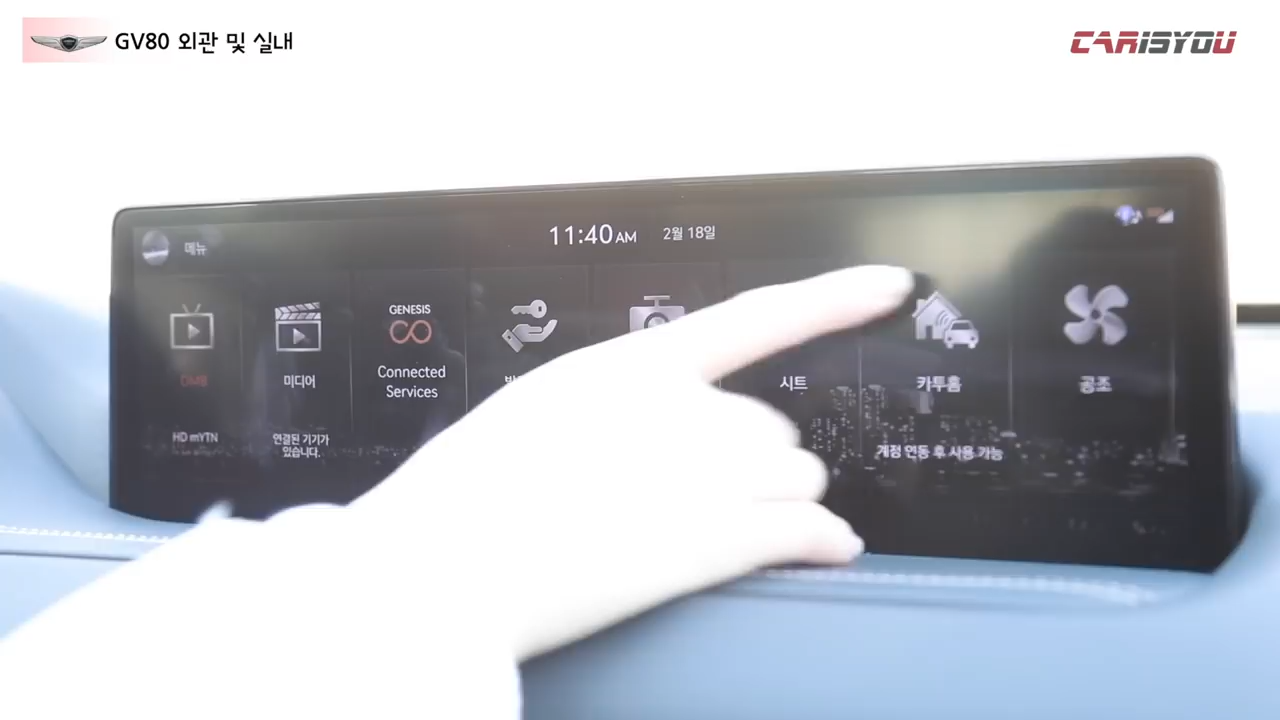 GV80 외관 및 실내
CARISYOU
메뉴
11:40 AM 2월 18일
GENESIS
DMB
미디어
Connected
Services
시트
카투홈
공조
HD mYTN
연결된 기기가
있습니다.
계정 연동 후 사용 가능